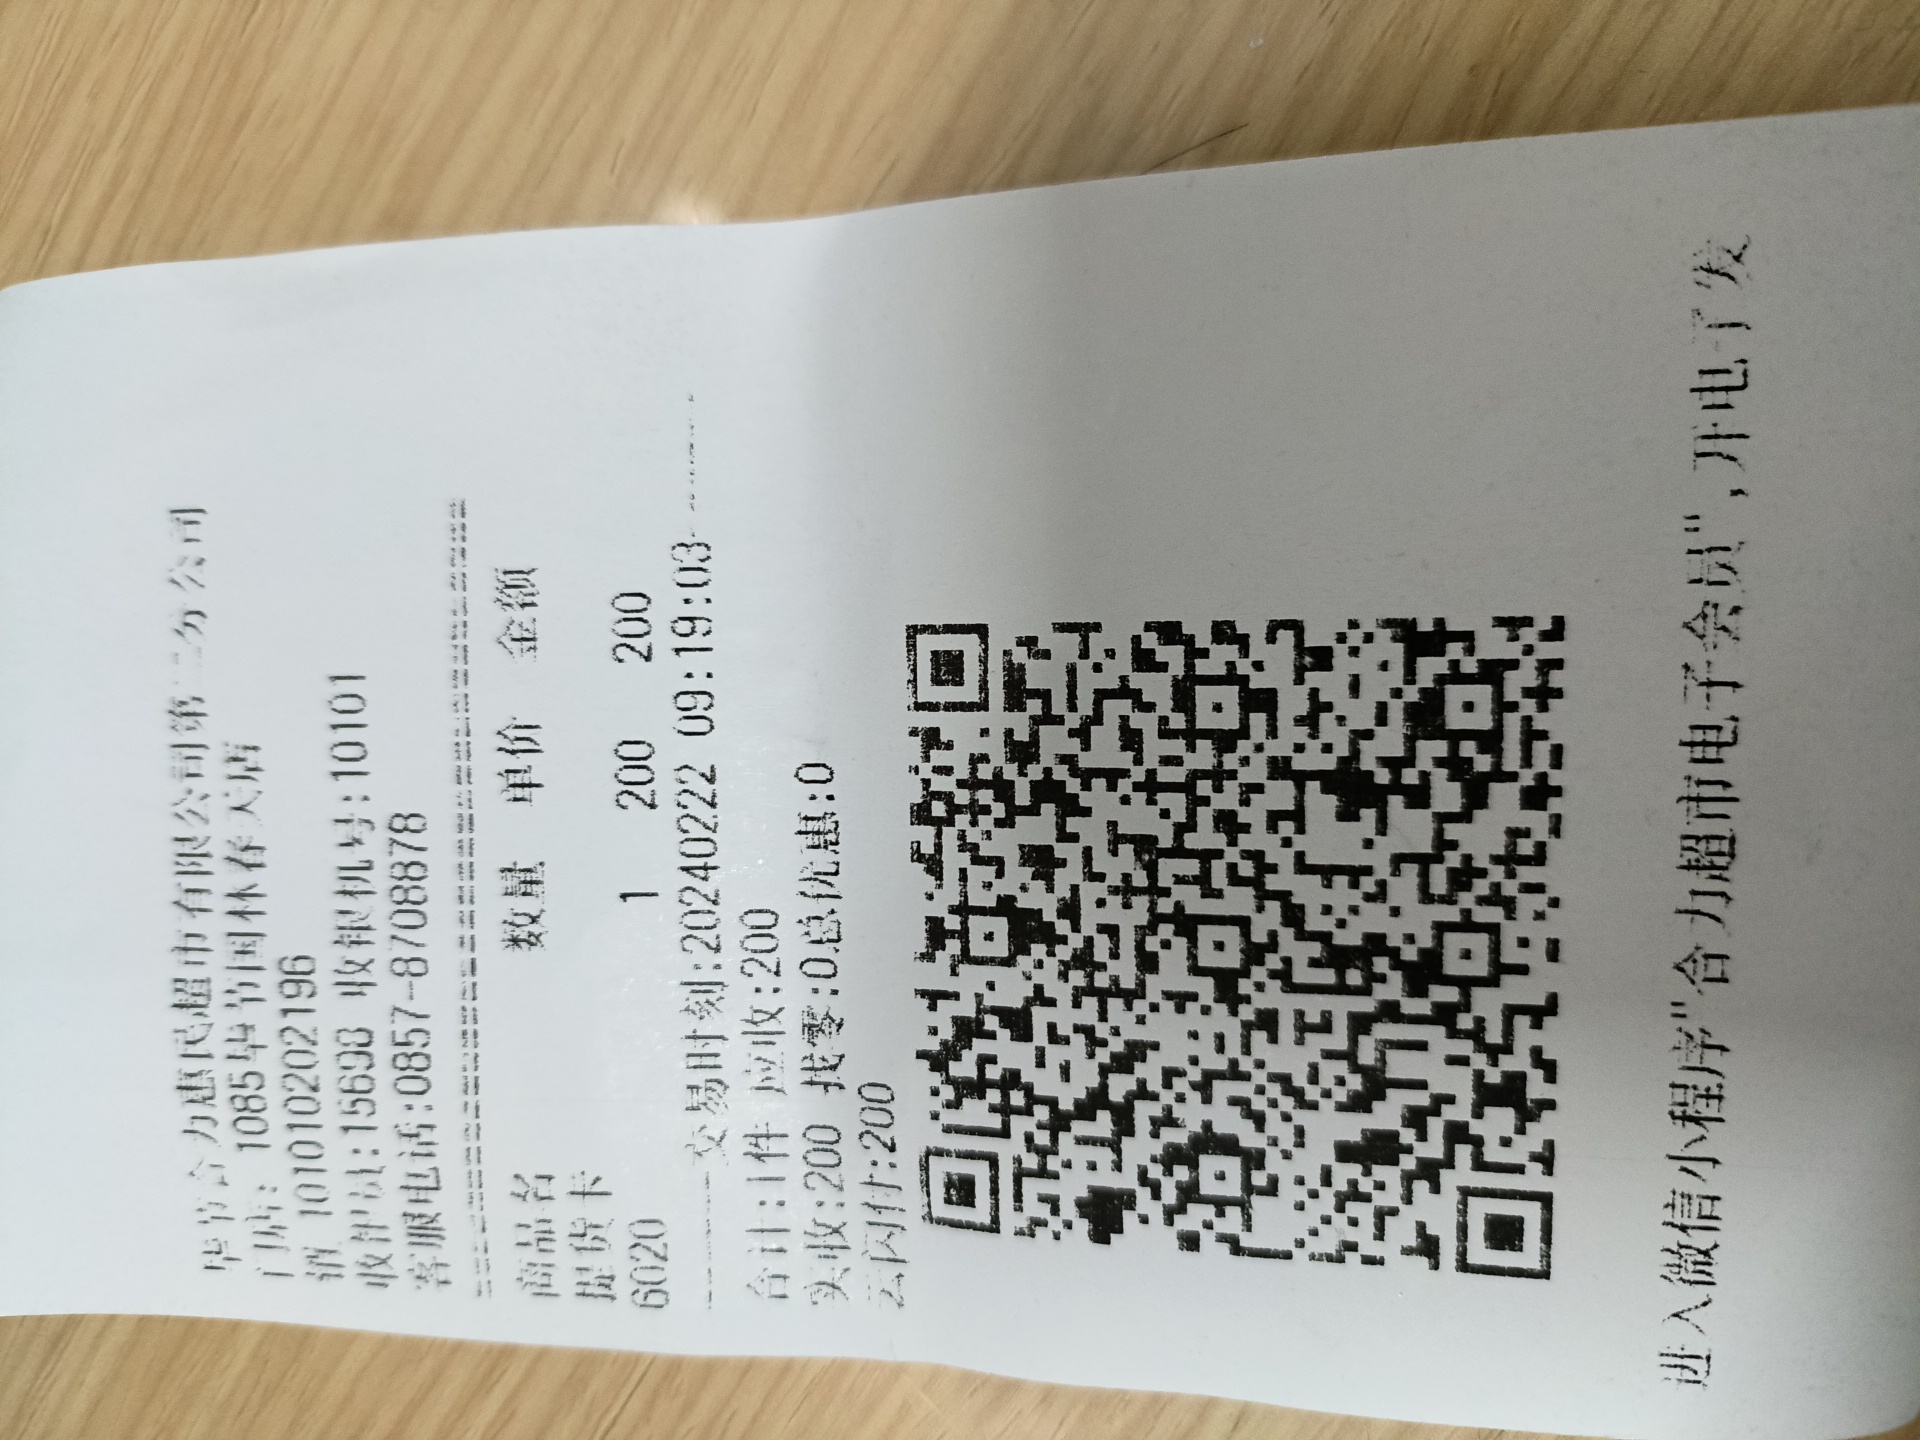 毕节合力惠民超市有限公司第二分公司
门店: 1085毕节国林春天店
10101020202196
收银员:15698 收银机号:10101
客服电话:0857-8708878
商品名 数量 单价 金额
提货卡
6020 1 200 200
交易时刻:20240222 09:19:03
合计:1件 应收:200
实收:200 找零:0总优惠:0
云闪付:200
进入微信小程序"合力超市电子会员",开电子发